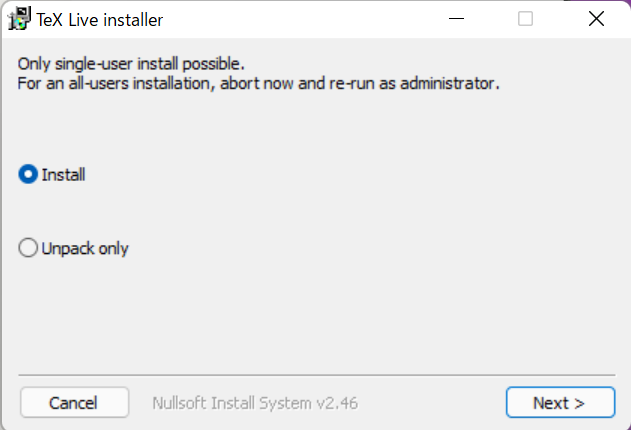 TeX Live installer
Only single-user install possible.
For an all-users installation, abort now and re-run as administrator.
Install
Unpack only
Cancel
Nullsoft Install System v2.46
Next >